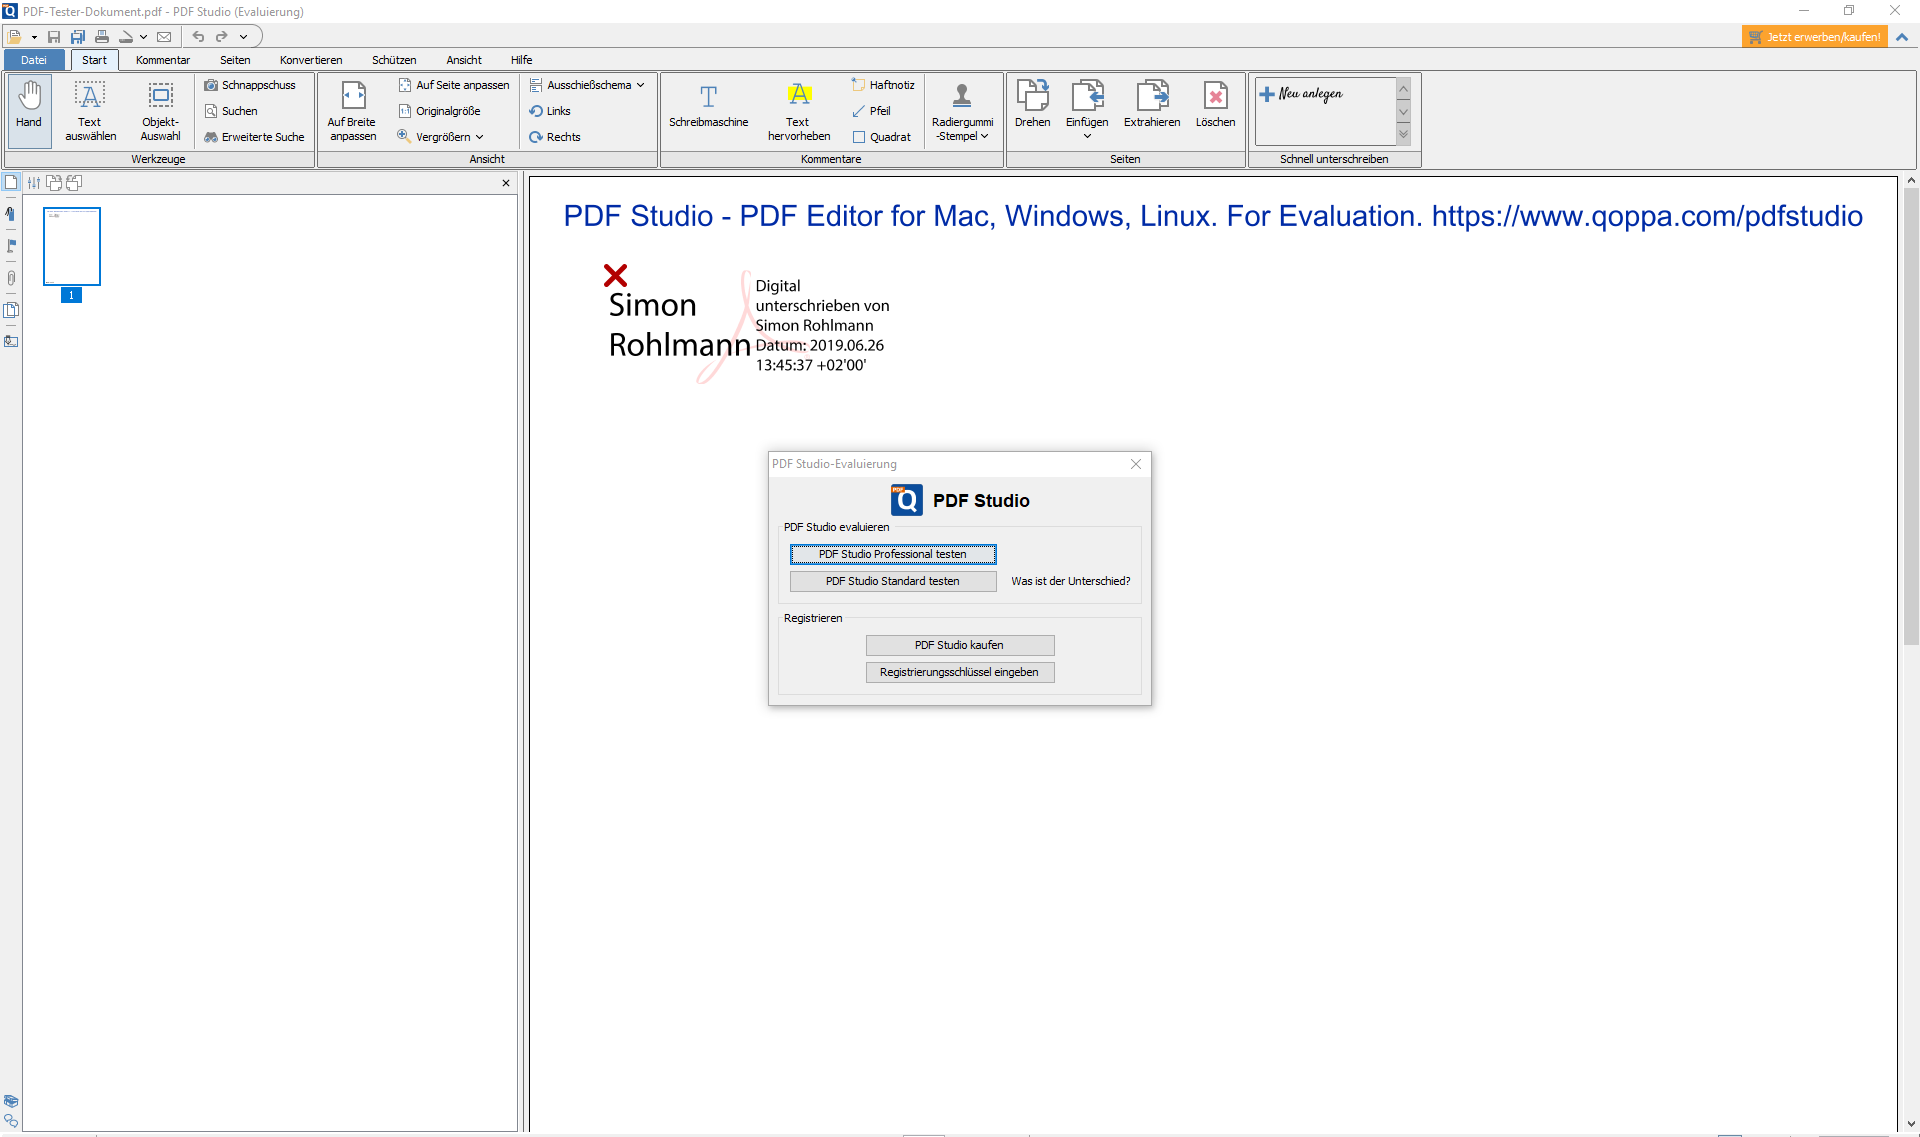 PDF-Tester-Dokument.pdf - PDF Studio (Evaluierung)
Jetzt erwerben/kaufen!
Datei Start Kommentar Seiten Konvertieren Schützen Ansicht Hilfe
Hand
Text auswählen
Objekt-Auswahl
Schnappschuss
Suchen
Erweiterte Suche
Werkzeuge
Auf Breite anpassen
Auf Seite anpassen
Originalgröße
Vergrößern
Ausschießschema
Links
Rechts
Ansicht
Schreibmaschine
Text hervorheben
Haftnotiz
Pfeil
Quadrat
Radiergummi -Stempel
Kommentare
Drehen
Einfügen
Extrahieren
Löschen
Seiten
Neu anlegen
Schnell unterschreiben
1
PDF Studio - PDF Editor for Mac, Windows, Linux. For Evaluation. https://www.qoppa.com/pdfstudio
Simon
Rohlmann
Digital
unterschrieben von
Simon Rohlmann
Datum: 2019.06.26
13:45:37 +02'00'
PDF Studio-Evaluierung
PDF Studio
PDF Studio evaluieren
PDF Studio Professional testen
PDF Studio Standard testen
Was ist der Unterschied?
Registrieren
PDF Studio kaufen
Registrierungsschlüssel eingeben